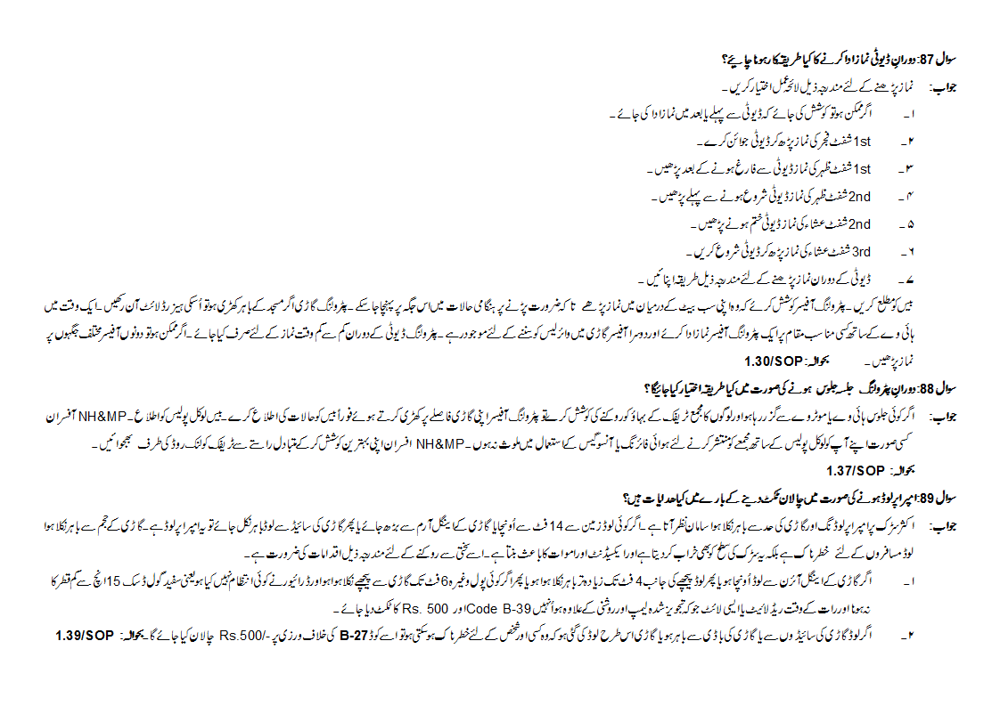 سوال 87: دوران ڈیوٹی نماز ادا کرنے کا کیا طریقہ کار ہونا چاہیے؟
جواب: نماز پڑھنے کے لئے مندرجہ ذیل لائحہ عمل اختیار کریں ۔
۱۔ اگر ممکن ہو تو کوشش کی جائے کہ ڈیوٹی سے پہلے یا بعد میں نماز ادا کی جائے ۔
۲۔ 1st شفٹ فجر کی نماز پڑھ کر ڈیوٹی جوائن کرے ۔
۳۔ 1st شفٹ ظہر کی نماز ڈیوٹی سے فارغ ہونے کے بعد پڑھیں ۔
۴۔ 2nd شفٹ ظہر کی نماز ڈیوٹی شروع ہونے سے پہلے پڑھیں ۔
۵۔ 2nd شفٹ عشاء کی نماز ڈیوٹی ختم ہونے پڑھیں ۔
۶۔ 3rd شفٹ عشاء کی نماز پڑھ کر ڈیوٹی شروع کریں ۔
۷۔ ڈیوٹی کے دوران نماز پڑھنے کے لئے مندرجہ ذیل طریقہ اپنائیں ۔
بیس کو مطلع کریں ۔ پٹرولنگ آفیسر کوشش کرئے کہ وہ اپنی سب بیٹ کے درمیان میں نماز پڑھے تا کہ ضرورت پڑنے پر ہنگامی حالات میں اس جگہ پر پہنچا جا سکے ۔ پٹرولنگ گاڑی اگر مسجد کے باہر کھڑی ہو تو اُسکی ہیزرڈ لائٹ آن رکھیں ۔ ایک وقت میں
ہائی وے کے ساتھ کسی مناسب مقام پر ایک پٹرولنگ آفیسر نماز ادا کرئے اور دوسرا آفیسر گاڑی میں وائرلیس کو سننے کے لئے موجود رہے ۔ پٹرولنگ ڈیوٹی کے دوران کم سے کم وقت نماز کے لئے صرف کیا جائے ۔ اگر ممکن ہو تو دونوں آفیسر مختلف جگہوں پر
نماز پڑھیں ۔ بحوالہ: 1.30/SOP
سوال 88: دوران پٹرولنگ جلسہ جلوس ہونے کی صورت میں کیا طریقہ اختیار کیا جائیگا؟
جواب: اگر کوئی جلوس ہائی وے یا موٹر وے سے گزر رہا ہو اور لوگوں کا مجمع ٹریفک کے بہاؤ کو روکنے کی کوشش کرے تو پٹرولنگ آفیسر اپنی گاڑی فاصلے پر کھڑی کرتے ہوئے فوراً بیس کو حالات کی اطلاع کرے ۔ بیس لوکل پولیس کو اطلاع ۔ NH&MP آفسران
کسی صورت اپنے آپ کو لوکل پولیس کے ساتھ مجمعے کو منتشر کرنے لئے ہوائی فائرنگ یا آنسو گیس کے استعمال میں ملوث نہ ہوں ۔ NH&MP افسران اپنی بہترین کوشش کر کے متبادل راستے سے ٹریفک کو لنک روڈ کی طرف بھجوائیں ۔
بحوالہ: 1.37/SOP
سوال 89: امپراپر لوڈ ہونے کی صورت میں چالان ٹکٹ دینے کے بارے میں کیا ھدایات ہیں؟
جواب: اکثر سڑک پر امپراپر لوڈنگ اور گاڑی کی حد سے باہر نکلا ہوا سامان نظر آتا ہے ۔ اگر کوئی لوڈ زمین سے 14 فٹ سے اُونچا یا گاڑی کے اینگل آرم سے بڑھ جائے یا پھر گاڑی کی سائیڈ سے لوڈ باہر نکل جائے تو یہ امپراپر لوڈ ہے ۔ گاڑی کے حجم سے باہر نکلا ہوا
لوڈ مسافروں کے لئے خطرناک ہے بلکہ یہ سڑک کی سطح کو بھی خراب کر دیتا ہے اور ایکسیڈنٹ اور اموات کا باعث بنتا ہے ۔ اسے سختی سے روکنے کے لئے مندرجہ ذیل اقدامات کی ضرورت ہے ۔
۱۔ اگر گاڑی کے اینگل آئرن سے لوڈ اُونچا ہو یا پھر لوڈ پیچھے کی جانب 4 فٹ تک زیادہ تر باہر نکلا ہوا ہو یا پھر اگر کوئی پول وغیرہ 6 فٹ تک گاڑی سے پیچھے نکلا ہوا ہو اور ڈرائیور نے کوئی انتظام نہیں کیا ہو یعنی سفید گول ڈسک 15 انچ سے کم قطر کا
نہ ہونا اور رات کے وقت ریڈ لائیٹ یا ایسی لائٹ جو کہ تجویز شدہ لیمپ اور روشنی کے علاوہ ہو اُنہیں Code B-39 اور Rs. 500 کا ٹکٹ دیا جائے ۔
۲۔ اگر لوڈ گاڑی کی سائیڈوں سے یا گاڑی کی باڈی سے باہر ہو یا گاڑی اس طرح لوڈ کی گئی ہو کہ وہ کسی اور شخص کے لئے خطرناک ہو سکتی ہو تو اسے کوڈ B-27 کی خلاف ورزی پر Rs.500/- چالان کیا جائے گا ۔ بحوالہ: 1.39/SOP